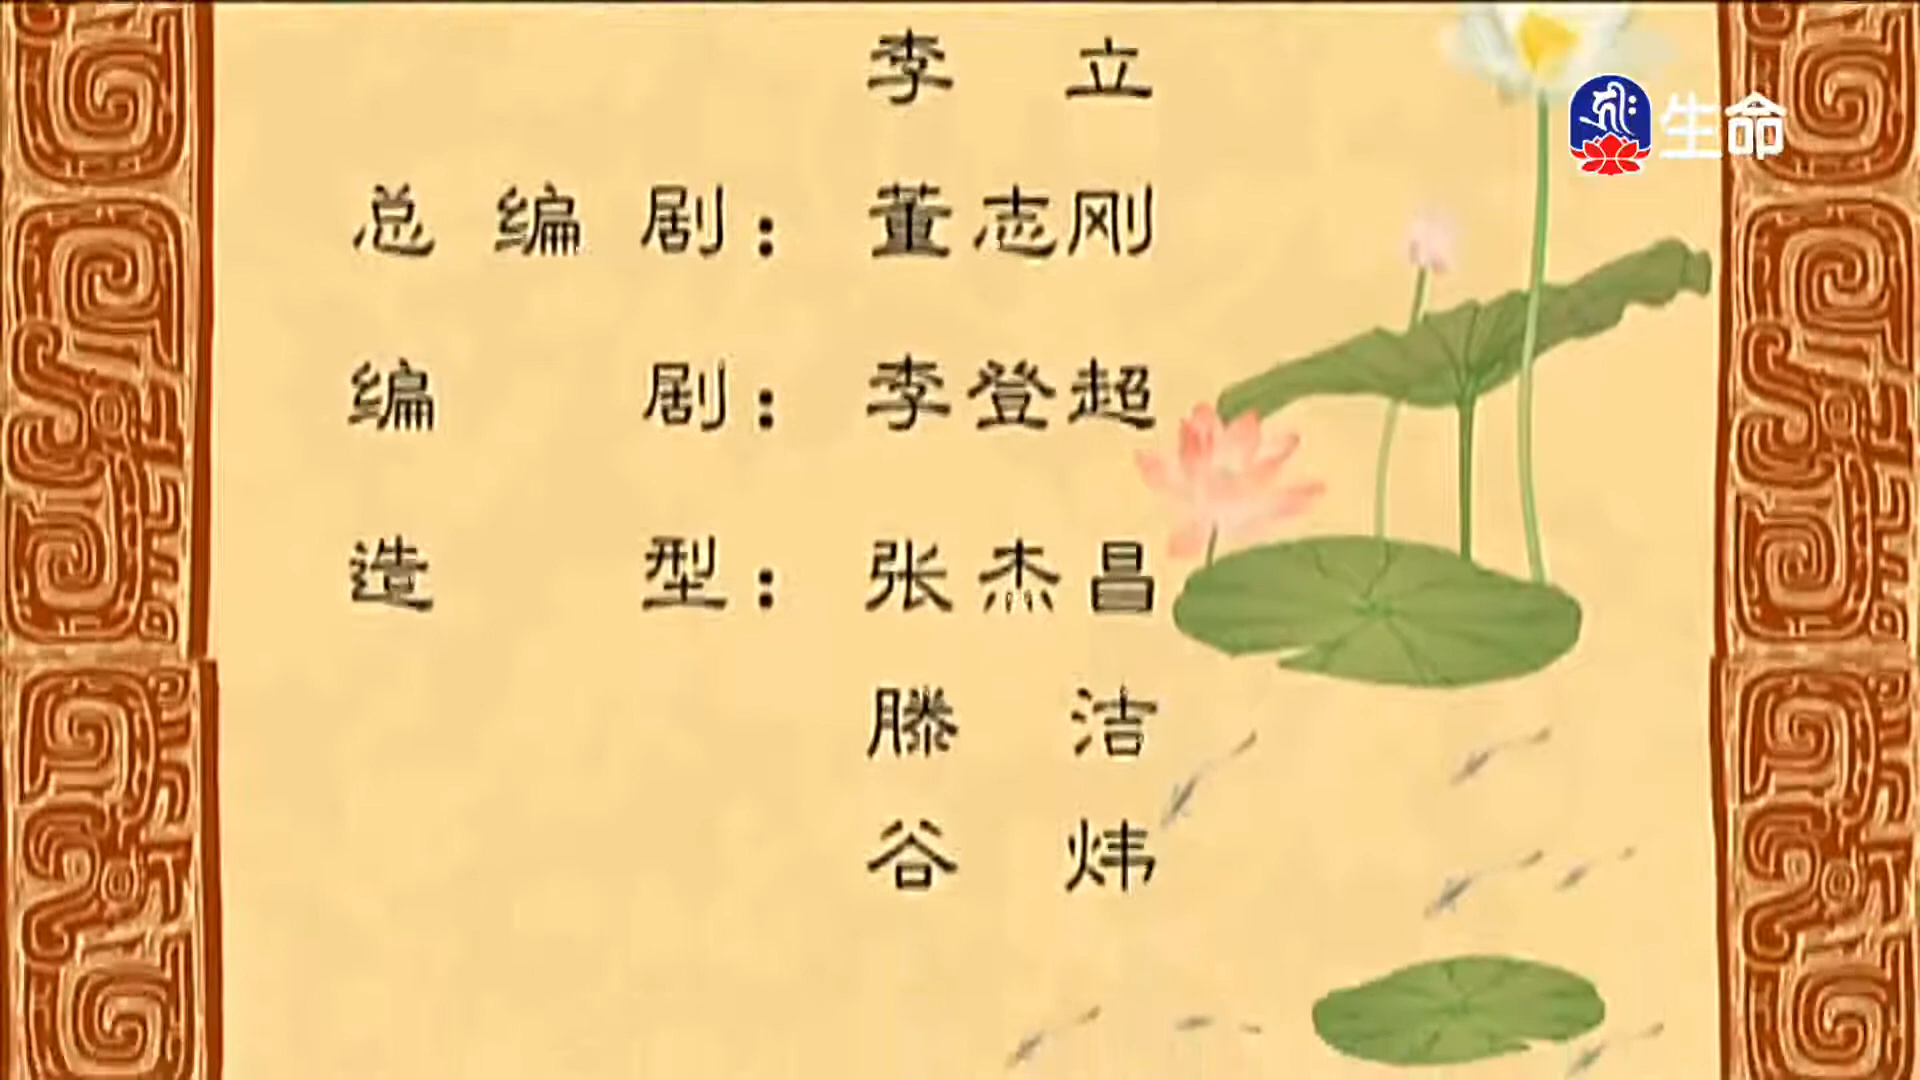 李立
生命
总编剧：董志刚
编剧：李登超
造型：张杰昌
滕洁
谷炜